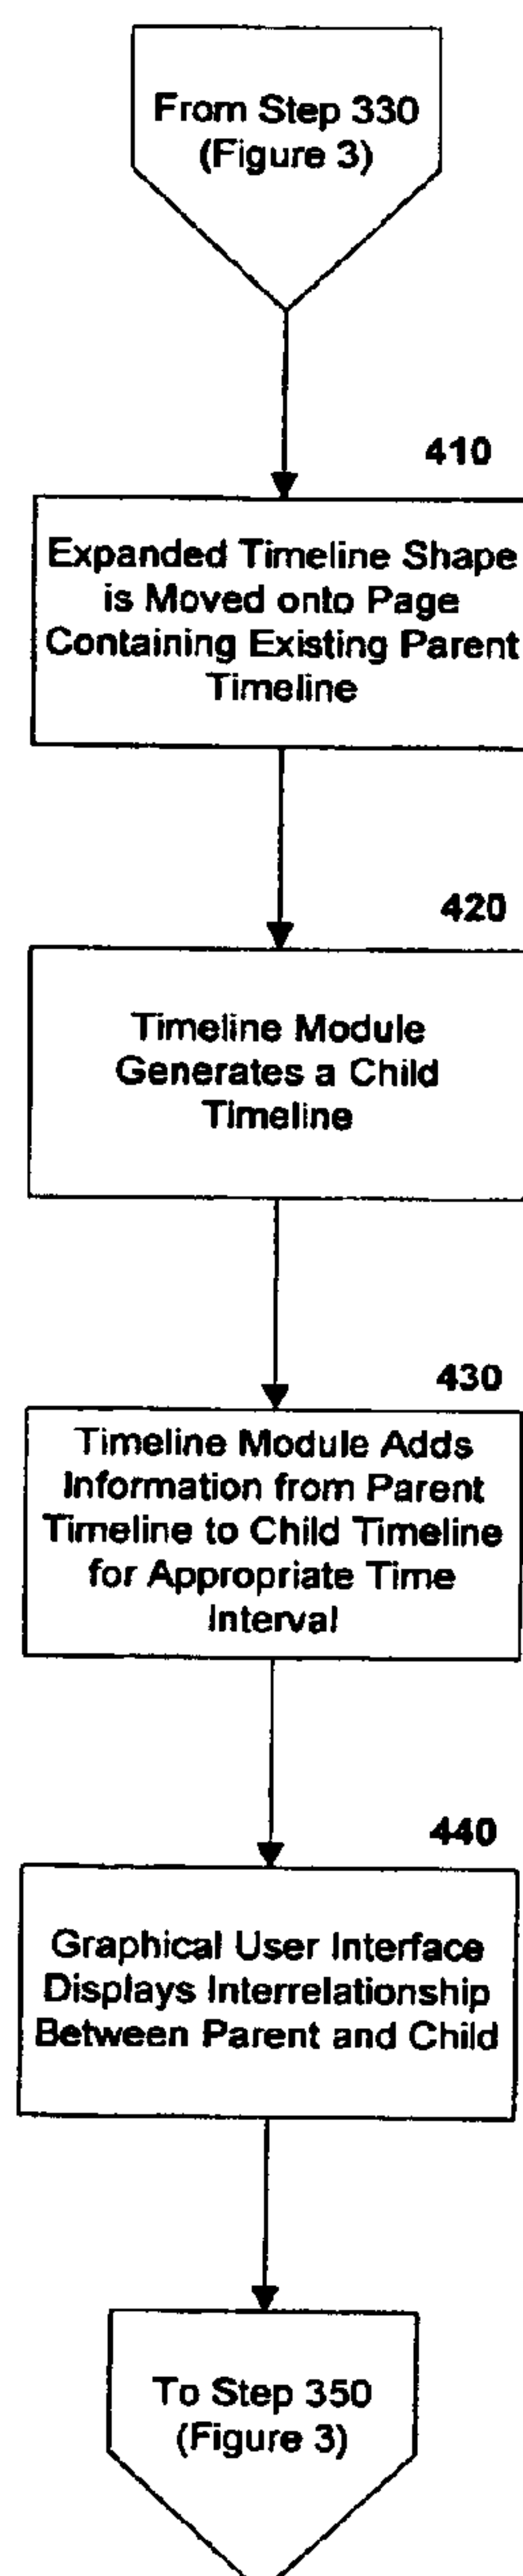 From Step 330
(Figure 3)
410
Expanded Timeline Shape
is Moved onto Page
Containing Existing Parent
Timeline
420
Timeline Module
Generates a Child
Timeline
430
Timeline Module Adds
Information from Parent
Timeline to Child Timeline
for Appropriate Time
Interval
440
Graphical User Interface
Displays Interrelationship
Between Parent and Child
To Step 350
(Figure 3)